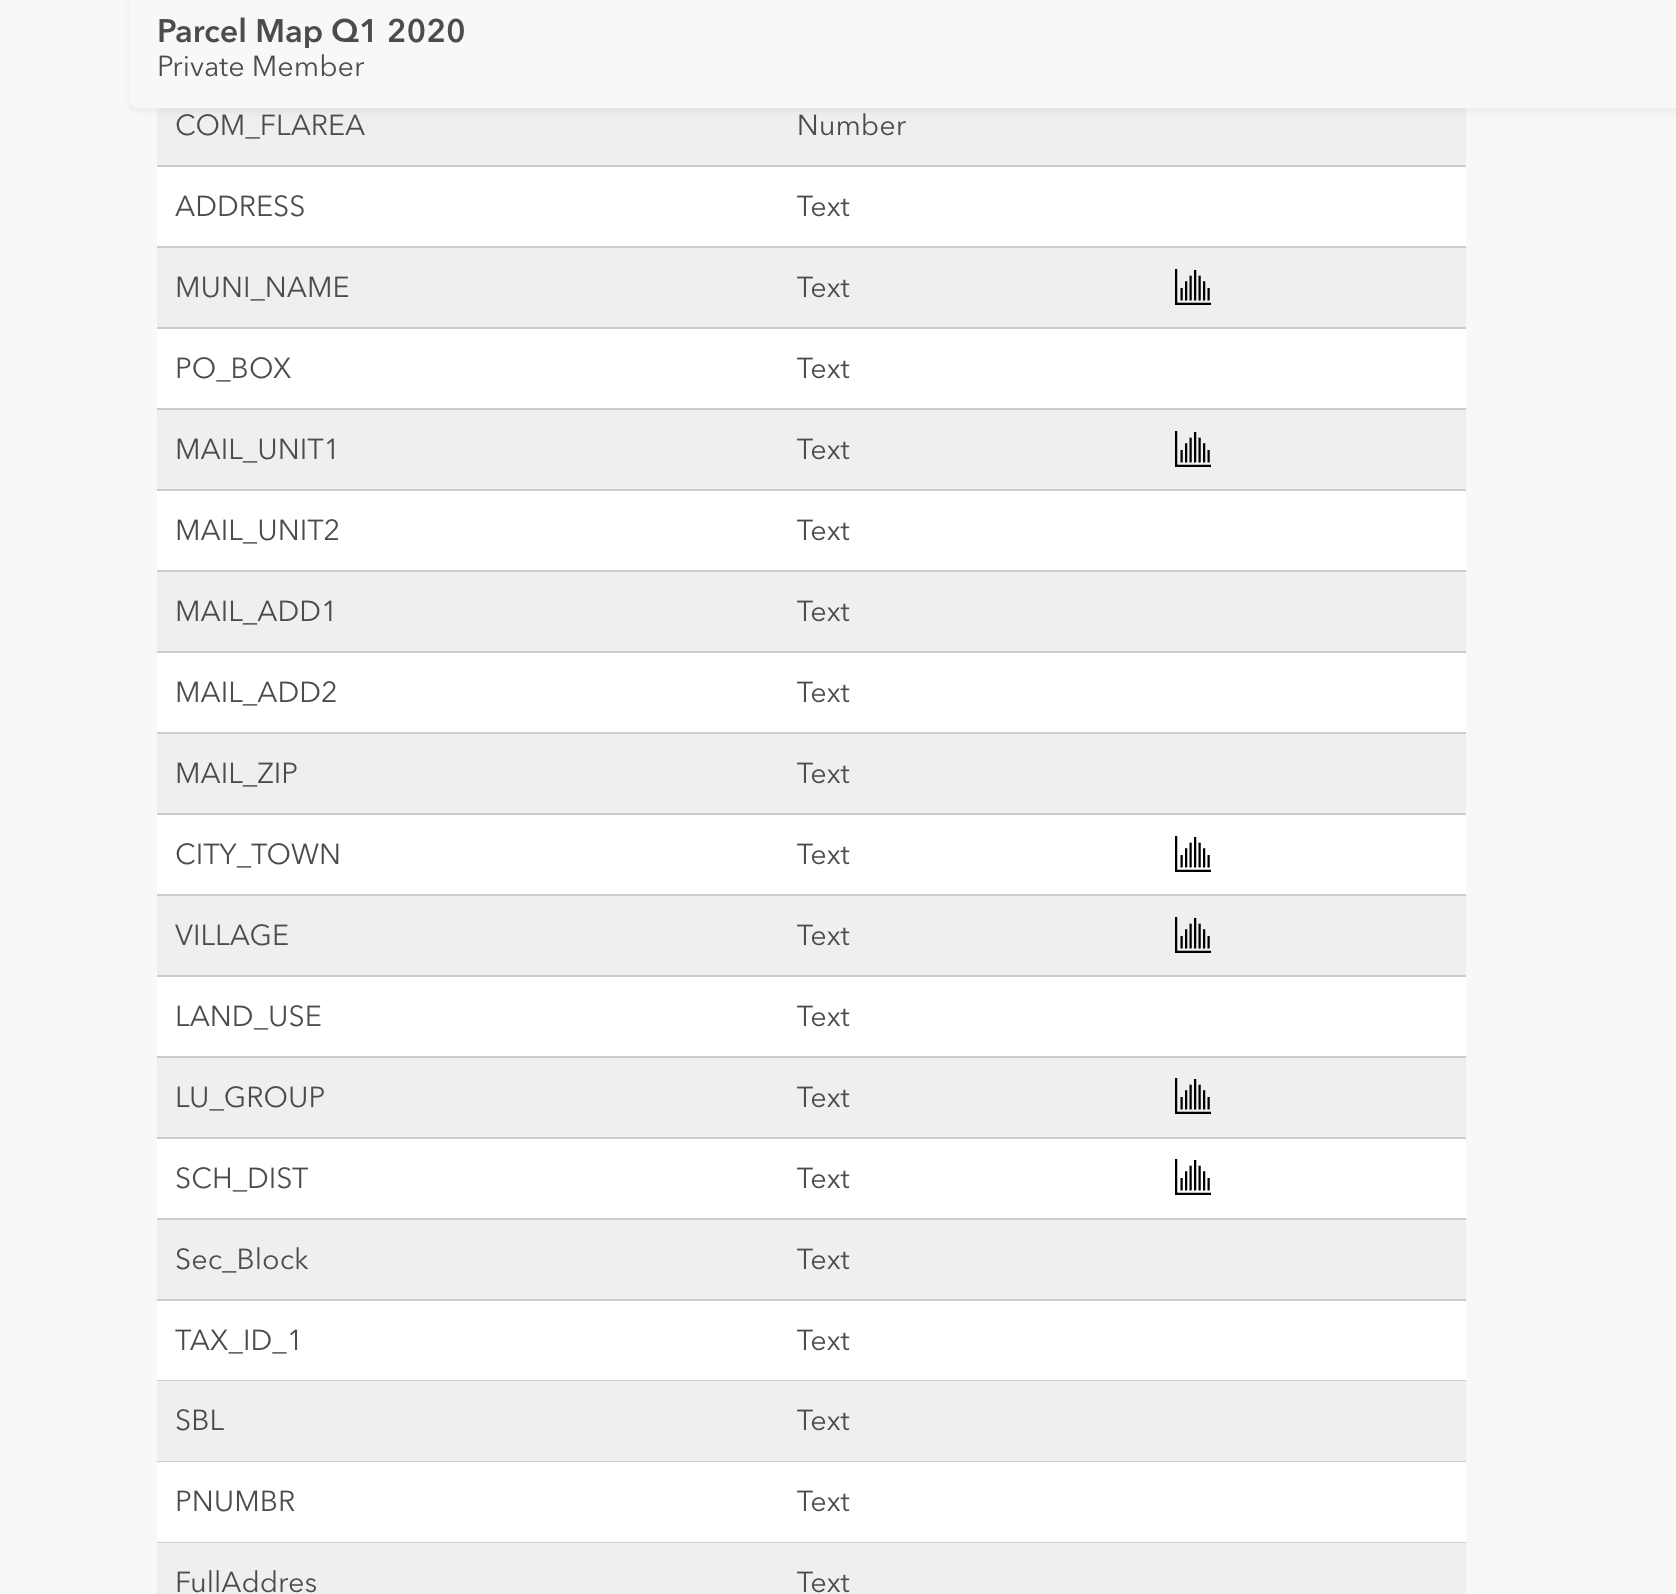 Parcel Map Q1 2020
Private Member
COM_FLAREA Number
ADDRESS Text
MUNI_NAME Text
PO_BOX Text
MAIL_UNIT1 Text
MAIL_UNIT2 Text
MAIL_ADD1 Text
MAIL_ADD2 Text
MAIL_ZIP Text
CITY_TOWN Text
VILLAGE Text
LAND_USE Text
LU_GROUP Text
SCH_DIST Text
Sec_Block Text
TAX_ID_1 Text
SBL Text
PNUMBR Text
FullAddres Text